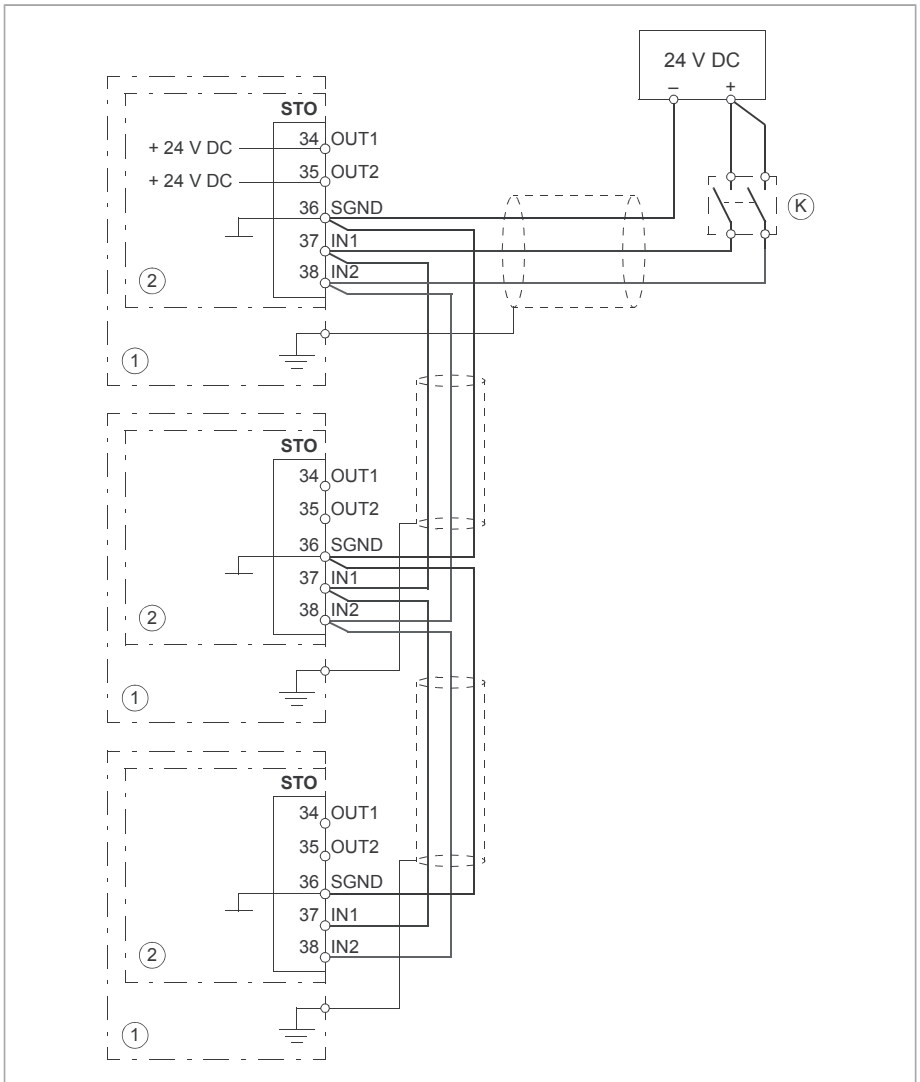 24 V DC
– +
K
STO
34 OUT1
+ 24 V DC
35 OUT2
+ 24 V DC
36 SGND
37 IN1
38 IN2
2
1
STO
34 OUT1
35 OUT2
36 SGND
37 IN1
38 IN2
2
1
STO
34 OUT1
35 OUT2
36 SGND
37 IN1
38 IN2
2
1